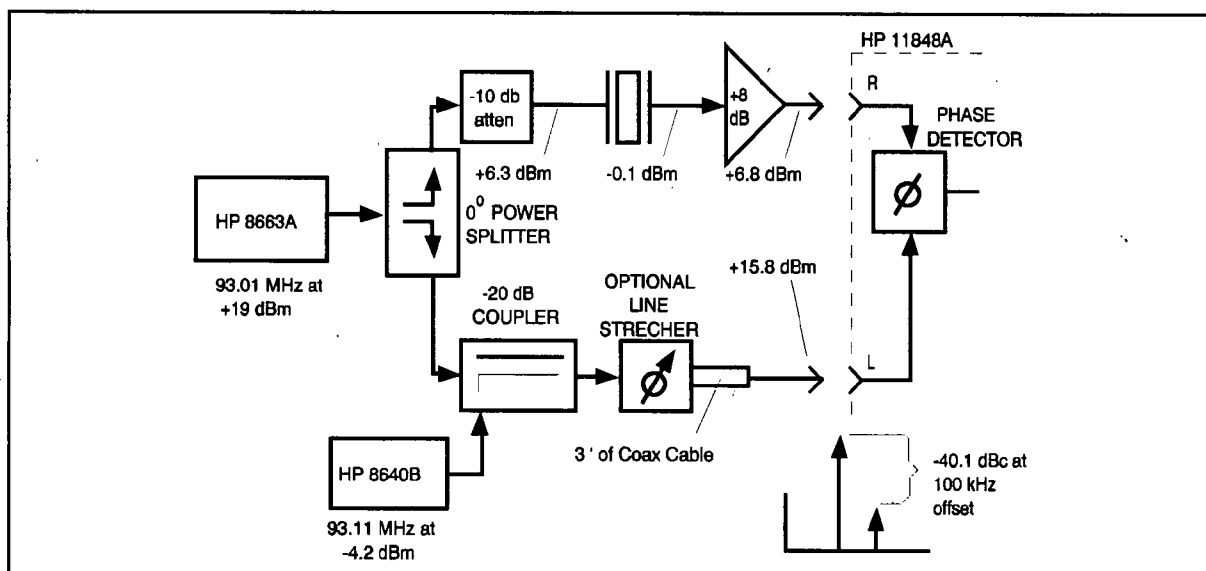 HP 11848A
R
-10 db
atten
+8
dB
PHASE
DETECTOR
+6.3 dBm
-0.1 dBm
+6.8 dBm
HP 8663A
0⁰ POWER
SPLITTER
93.01 MHz at
+19 dBm
-20 dB
COUPLER
OPTIONAL
LINE
STRECHER
+15.8 dBm
L
3 ' of Coax Cable
HP 8640B
93.11 MHz at
-4.2 dBm
-40.1 dBc at
100 kHz
offset